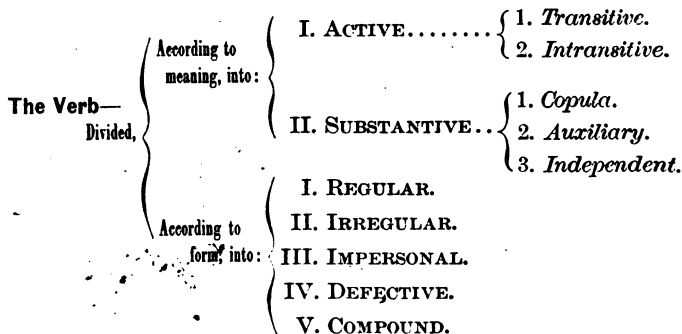 The Verb—
Divided,
According to
meaning, into:
I. ACTIVE........
1. Transitive.
2. Intransitive.
II. SUBSTANTIVE..
1. Copula.
2. Auxiliary.
3. Independent.
According to
form, into:
I. REGULAR.
II. IRREGULAR.
III. IMPERSONAL.
IV. DEFECTIVE.
V. COMPOUND.